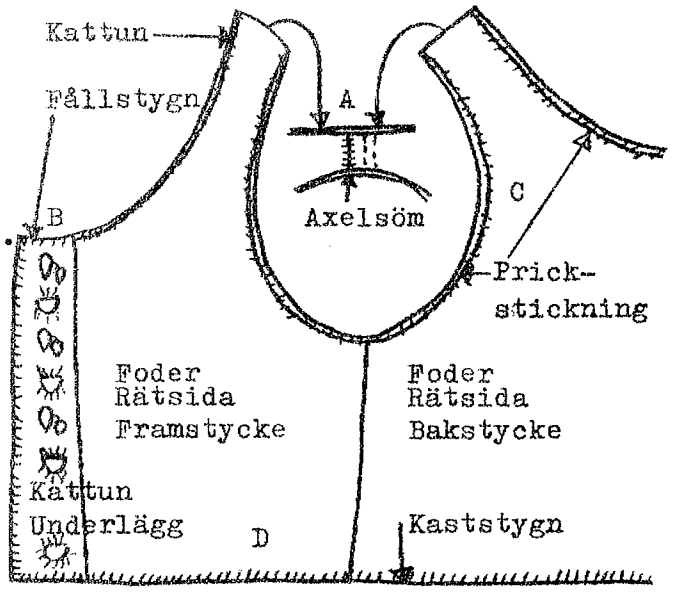 Kattun
Fållstygn
A
B
C
Axelsöm
Prick-
stickning
Foder
Rätsida
Framstycke
Foder
Rätsida
Bakstycke
Kattun
Underlägg
D
Kaststygn